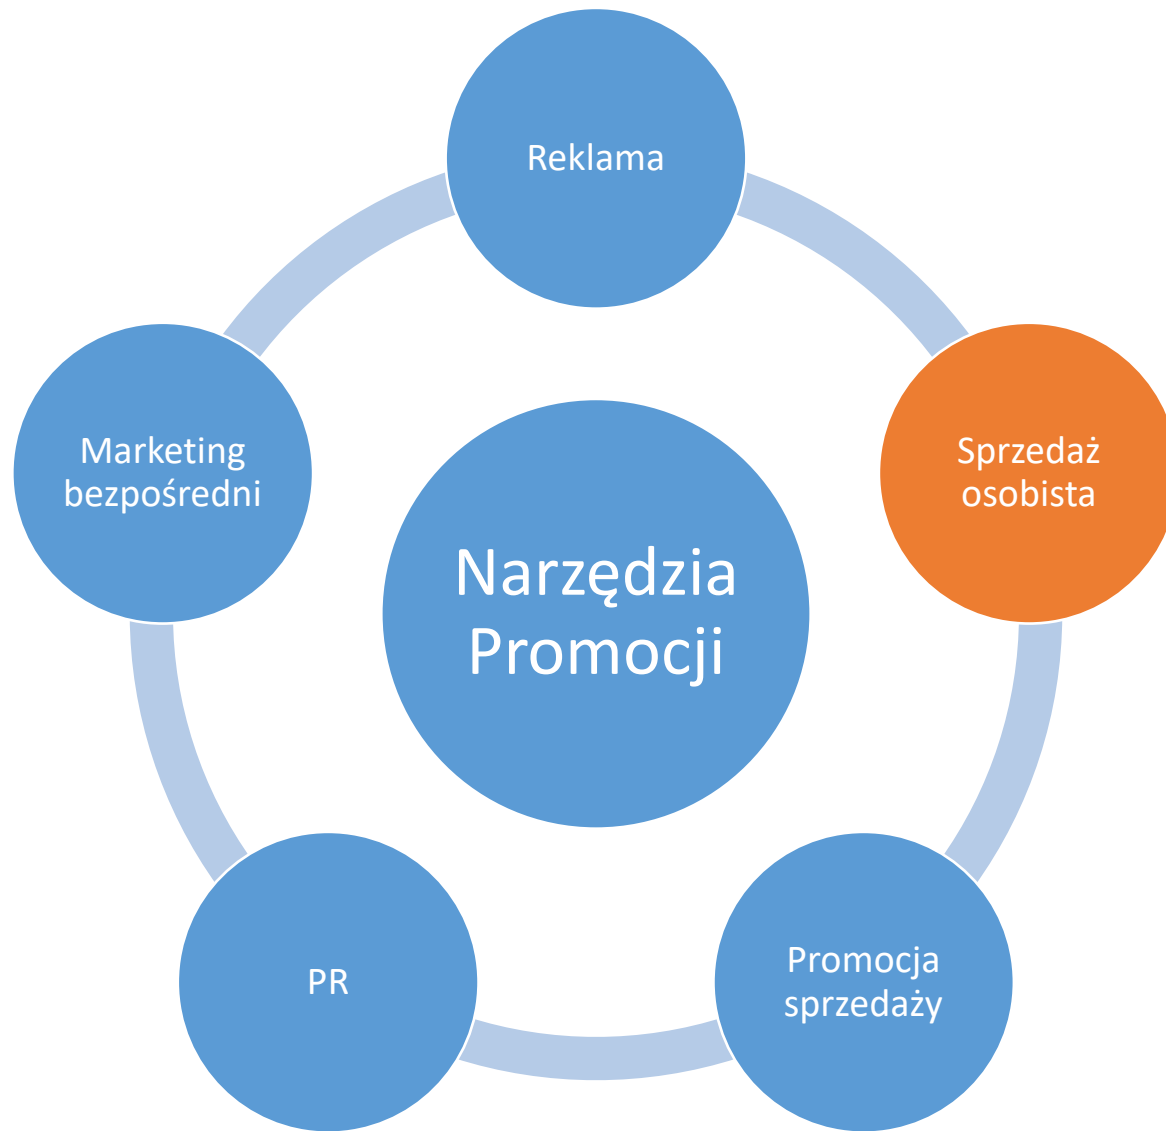 Reklama
Sprzedaż
osobista
Promocja
sprzedaży
PR
Marketing
bezpośredni
Narzędzia
Promocji